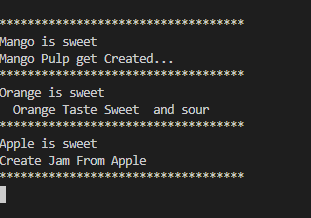 ***********************************
Mango is sweet
Mango Pulp get Created...
***********************************
Orange is sweet
  Orange Taste Sweet  and sour
***********************************
Apple is sweet
Create Jam From Apple
***********************************